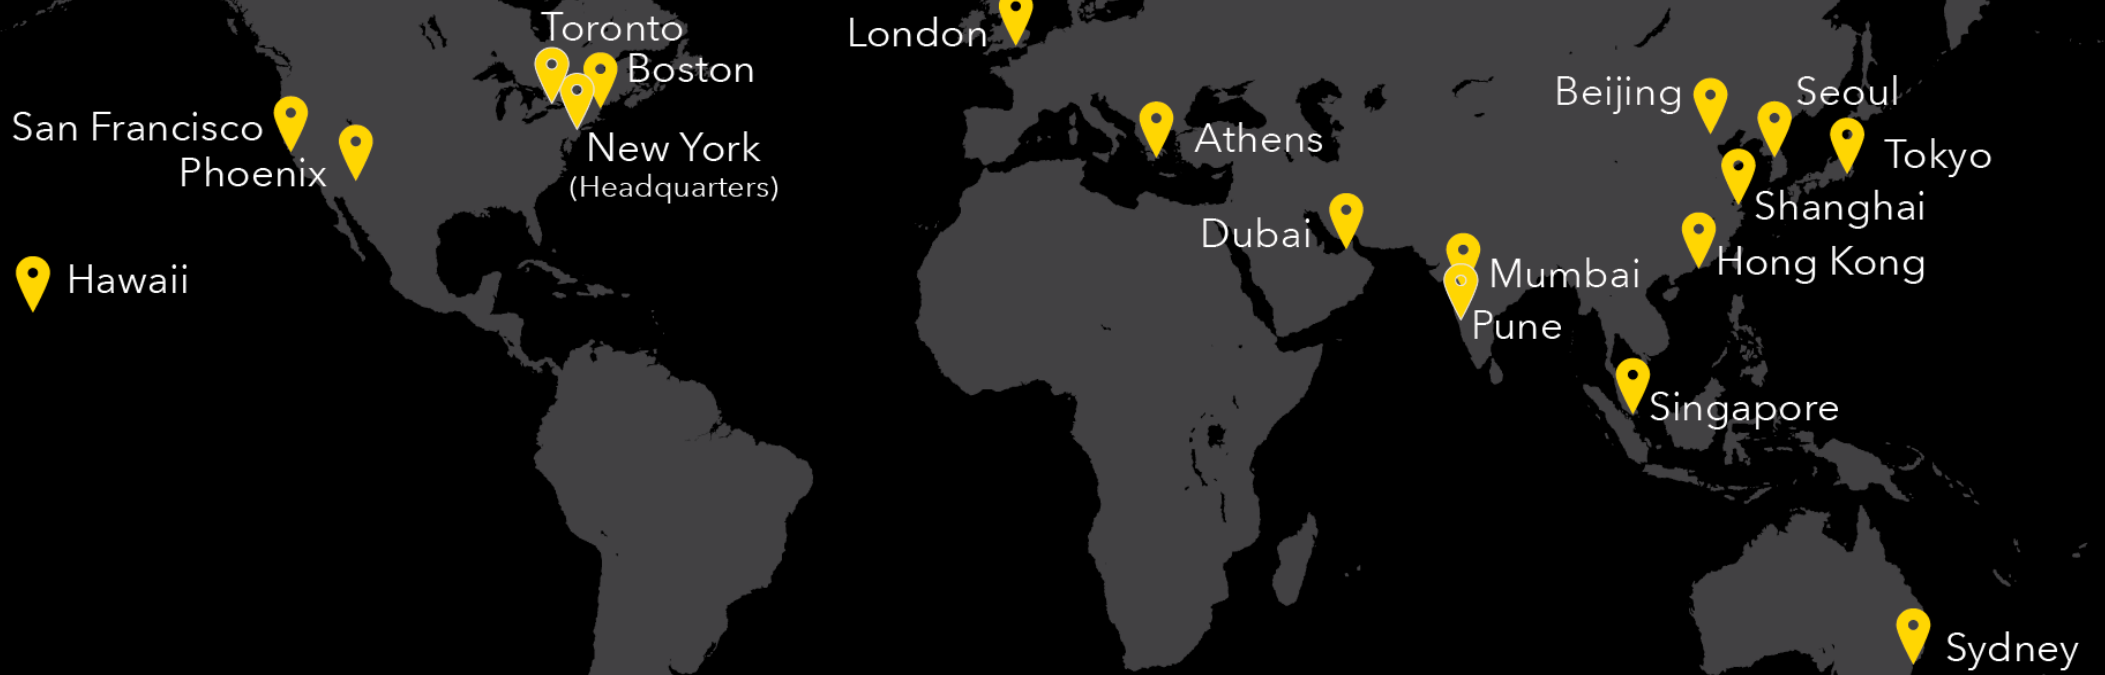 Toronto
London
Boston
Beijing
Seoul
San Francisco
Athens
New York
(Headquarters)
Tokyo
Phoenix
Shanghai
Dubai
Hong Kong
Hawaii
Mumbai
Pune
Singapore
Sydney